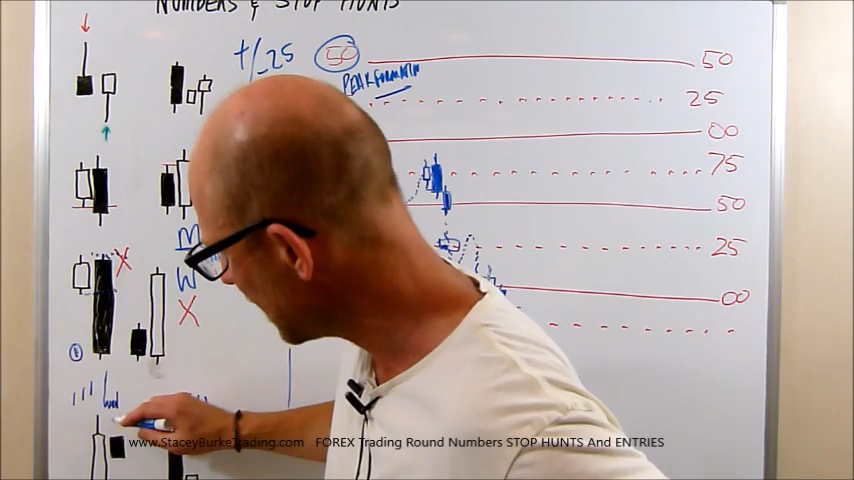 NUMBERS & STOP HUNTS
+/-25
50
50
PEAK FORMATION
25
00
75
50
25
00
M
W
X
X
www.StaceyBurkeTrading.com FOREX Trading Round Numbers STOP HUNTS And ENTRIES